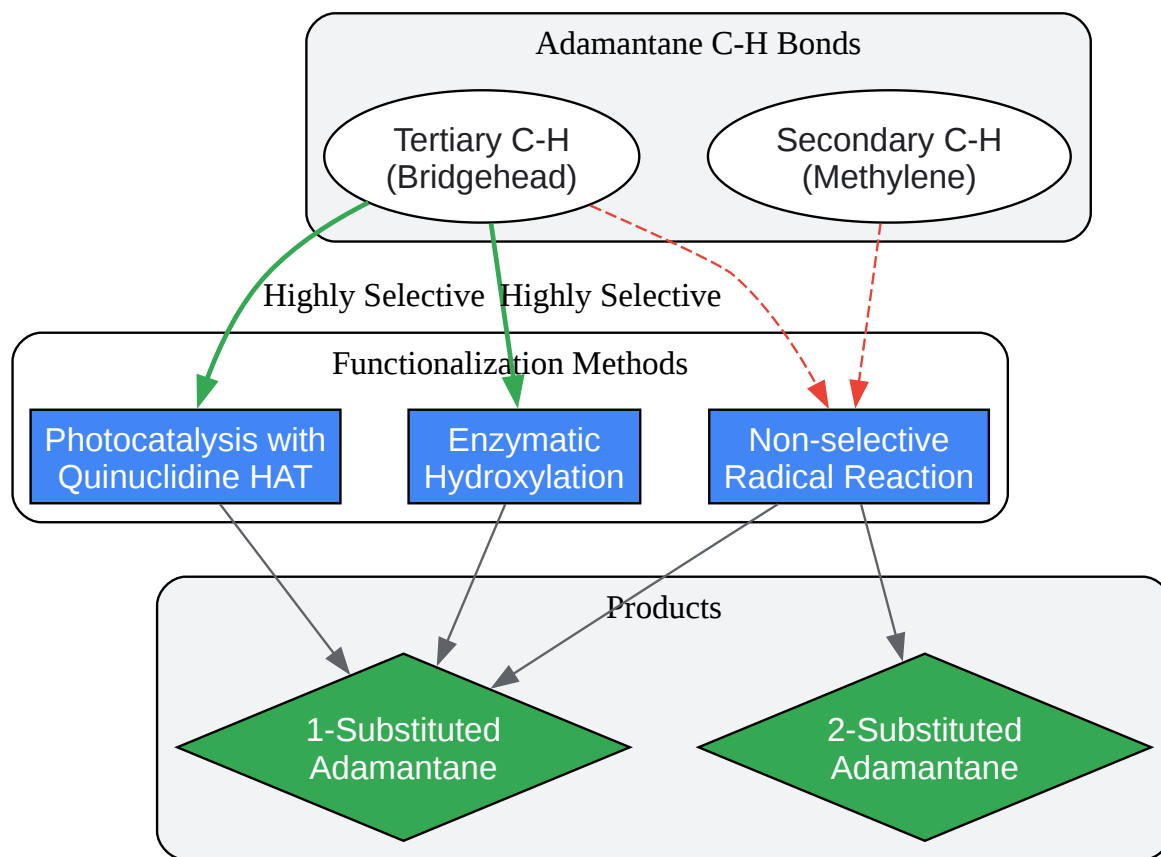 Adamantane C-H Bonds
Tertiary C-H
(Bridgehead)
Secondary C-H
(Methylene)
Highly Selective
Highly Selective
Functionalization Methods
Photocatalysis with
Quinuclidine HAT
Enzymatic
Hydroxylation
Non-selective
Radical Reaction
Products
1-Substituted
Adamantane
2-Substituted
Adamantane